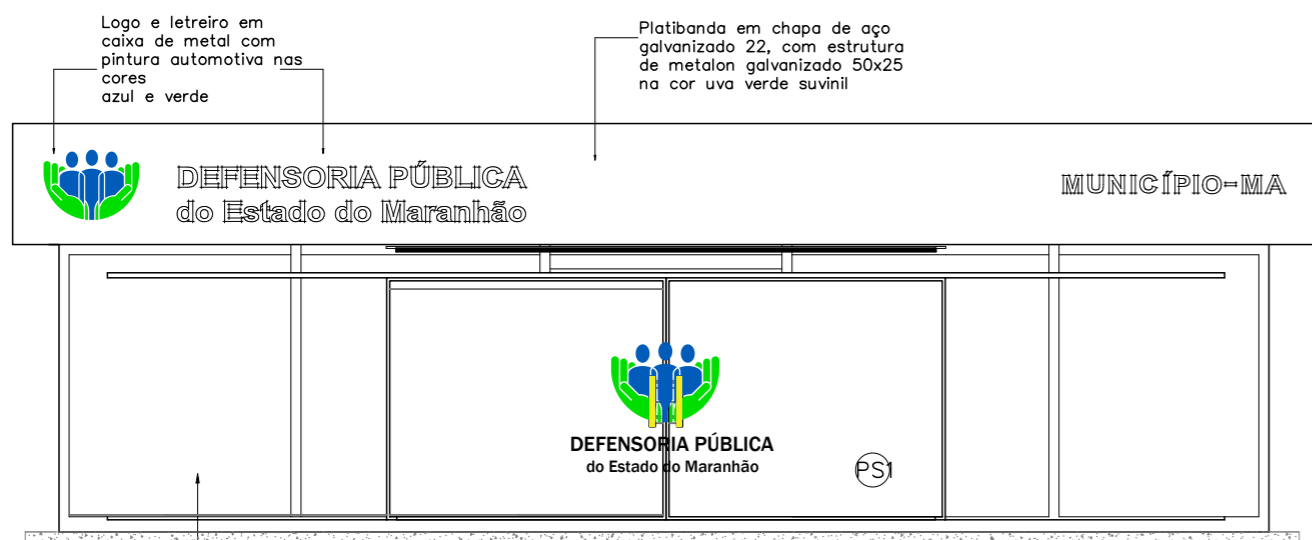 Logo e letreiro em
caixa de metal com
pintura automotiva nas
cores
azul e verde
Platibanda em chapa de aço
galvanizado 22, com estrutura
de metalon galvanizado 50x25
na cor uva verde suvinil
DEFENSORIA PÚBLICA
do Estado do Maranhão
MUNICÍPIO-MA
DEFENSORIA PÚBLICA
do Estado do Maranhão
PS1